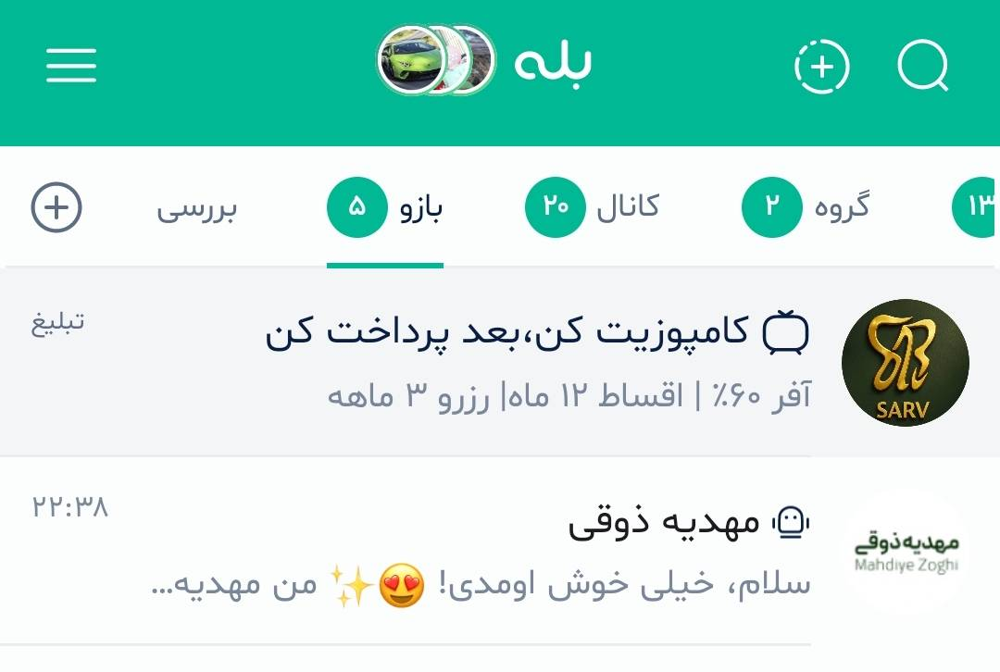 بله
۱۳
گروه ۲
کانال ۲۰
بازو ۵
بررسی
کامپوزیت کن،بعد پرداخت کن
تبلیغ
آفر ۶۰٪ | اقساط ۱۲ ماه| رزرو ۳ ماهه
SARV
مهدیه ذوقی
۲۲:۳۸
سلام، خیلی خوش اومدی! 😍✨ من مهدیه...
مهدیه ذوقی
Mahdiye Zoghi